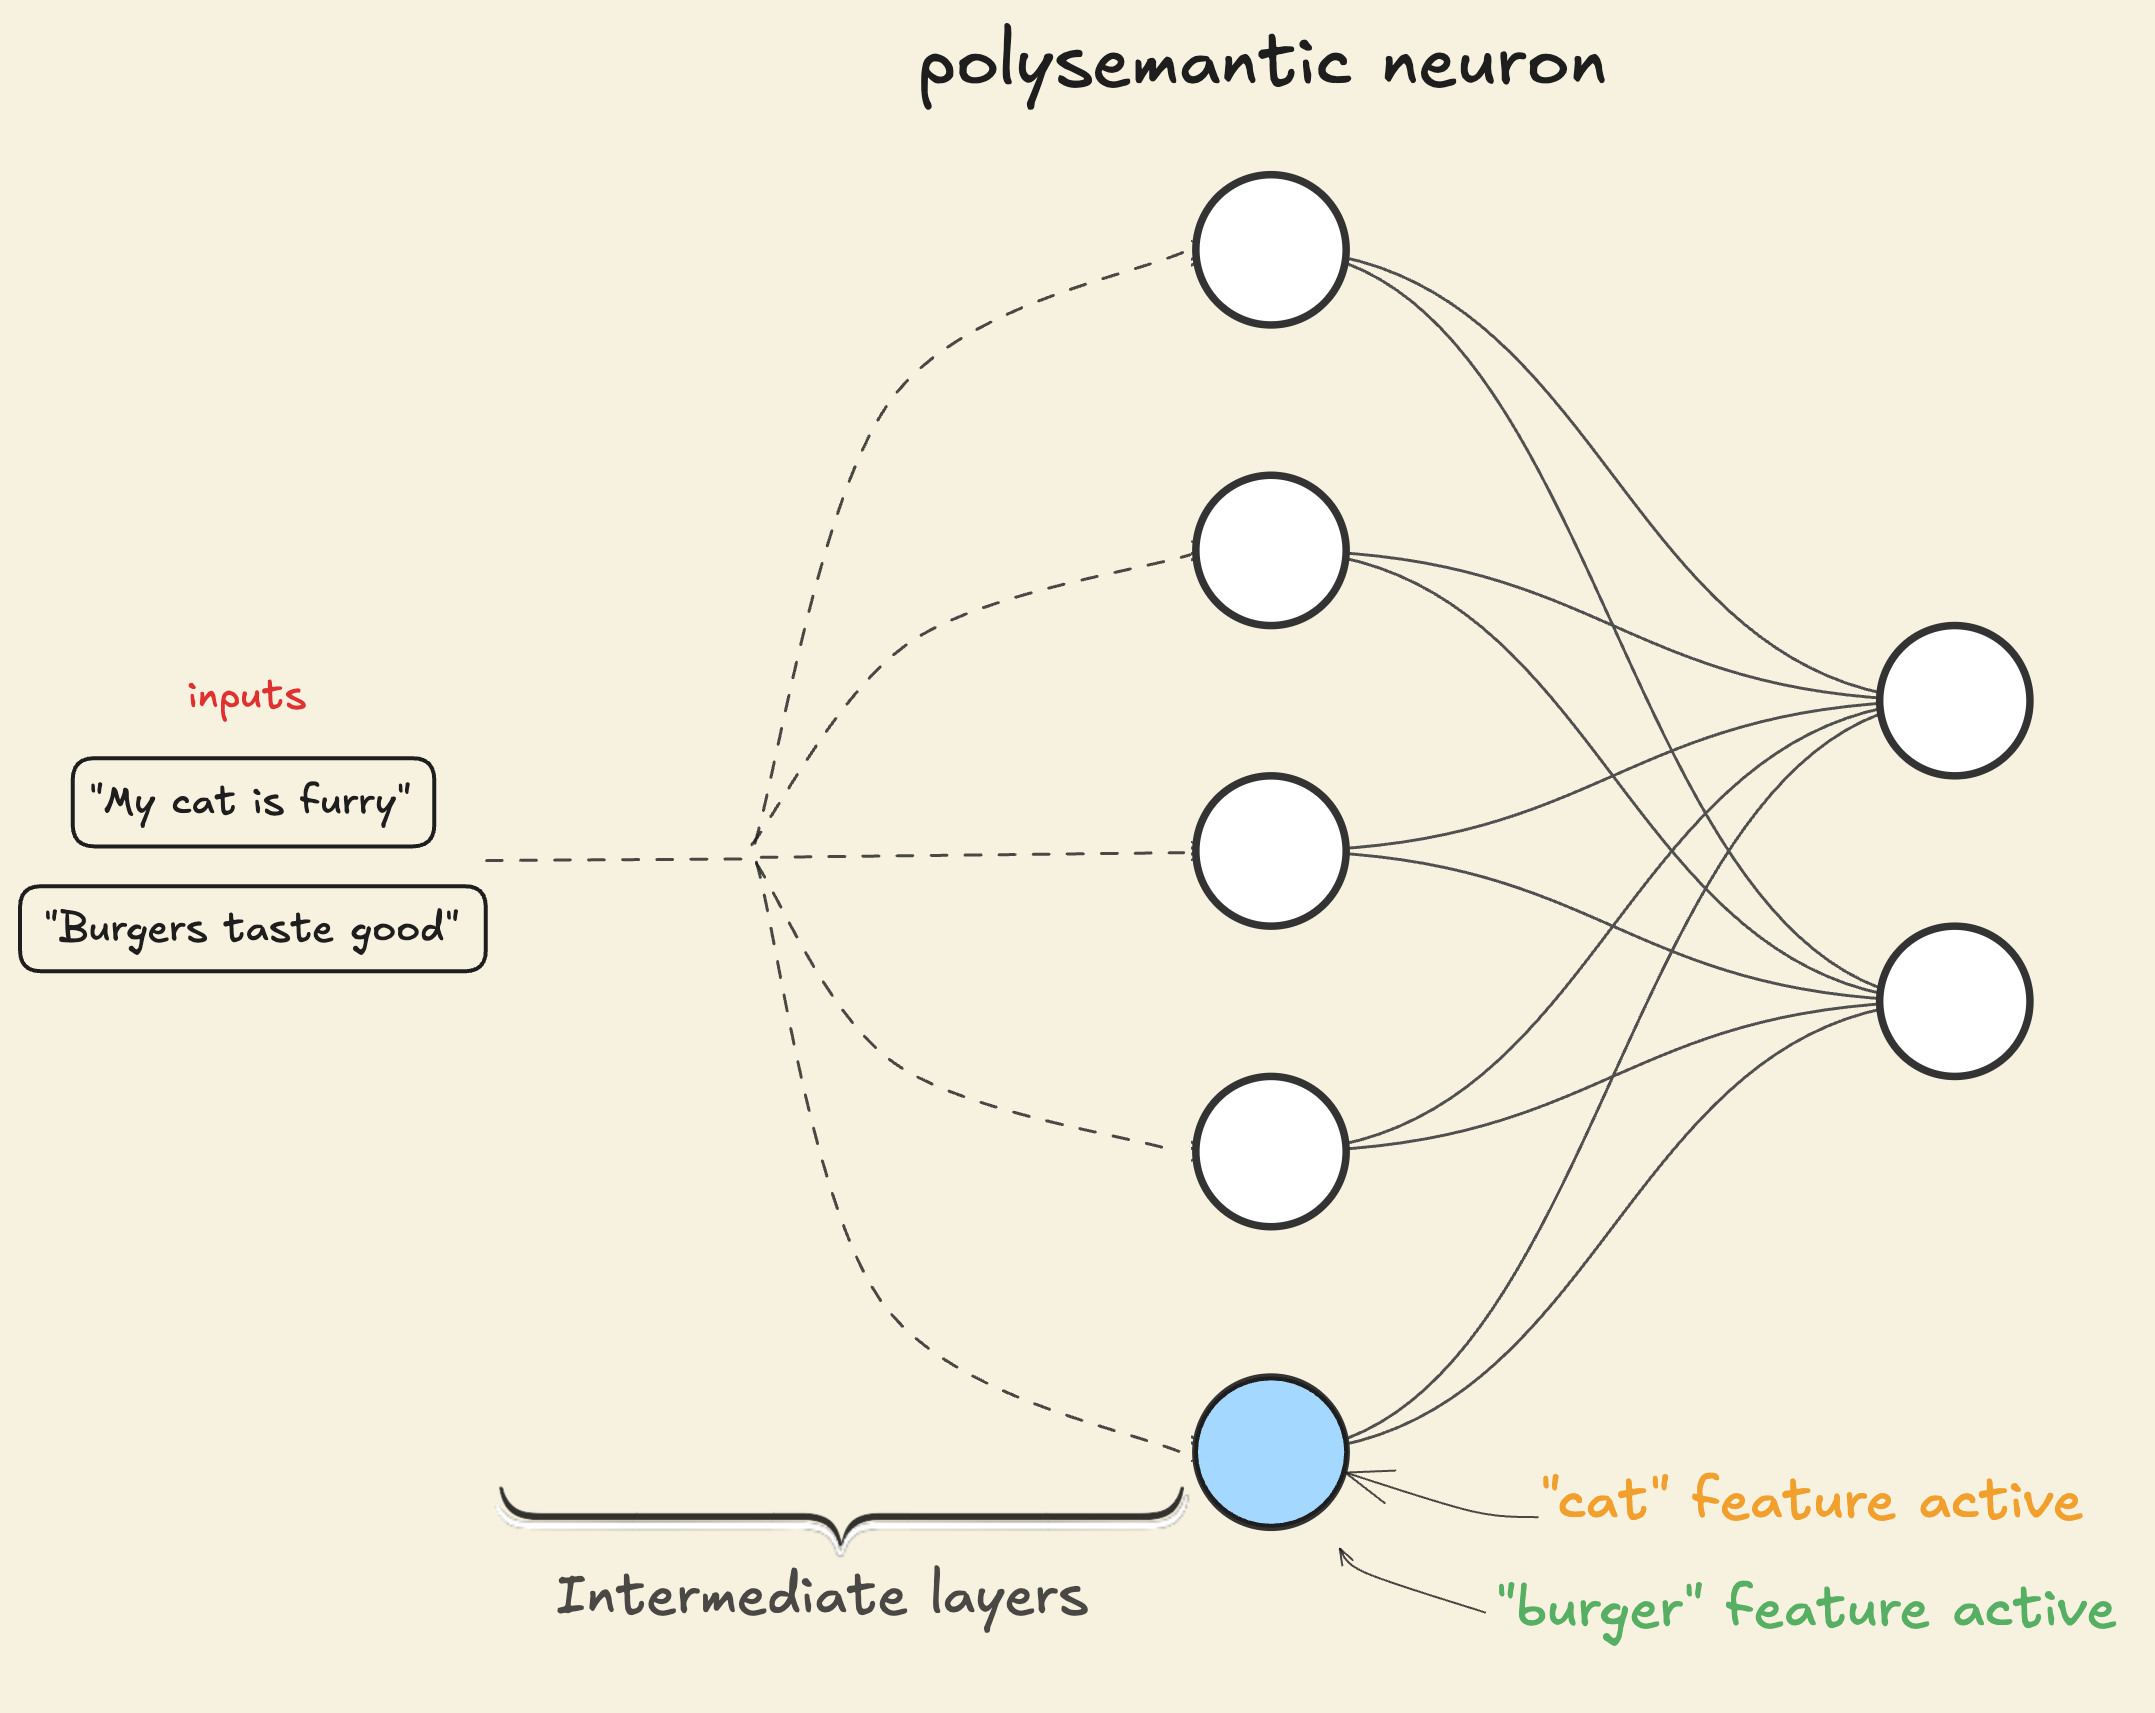 polysemantic neuron
inputs
"My cat is furry"
"Burgers taste good"
"cat" feature active
Intermediate layers
"burger" feature active